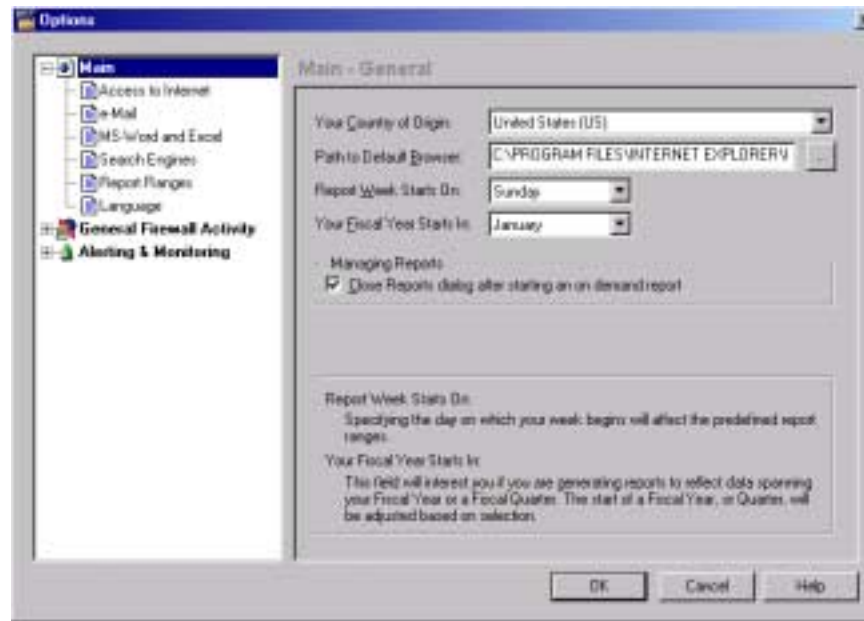 Options
Main
Access to Internet
e-Mail
MS-Word and Excel
Search Engines
Report Ranges
Language
General Firewall Activity
Alerting & Monitoring
Main - General
Your Country of Origin: United States (US)
Path to Default Browser: C:\PROGRAM FILES\INTERNET EXPLORER\I ...
Report Week Starts On: Sunday
Your Fiscal Year Starts In: January
Managing Reports
Close Reports dialog after starting an on demand report
Report Week Starts On:
Specifying the day on which your week begins will affect the predefined report
ranges.
Your Fiscal Year Starts In:
This field will interest you if you are generating reports to reflect data spanning
your Fiscal Year or a Fiscal Quarter. The start of a Fiscal Year, or Quarter, will
be adjusted based on selection.
OK Cancel Help